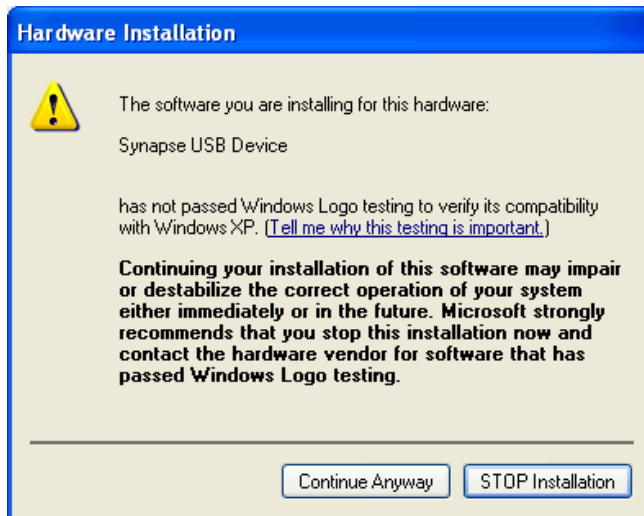 Hardware Installation
The software you are installing for this hardware:
Synapse USB Device
has not passed Windows Logo testing to verify its compatibility
with Windows XP. (Tell me why this testing is important.)
Continuing your installation of this software may impair
or destabilize the correct operation of your system
either immediately or in the future. Microsoft strongly
recommends that you stop this installation now and
contact the hardware vendor for software that has
passed Windows Logo testing.
Continue Anyway
STOP Installation